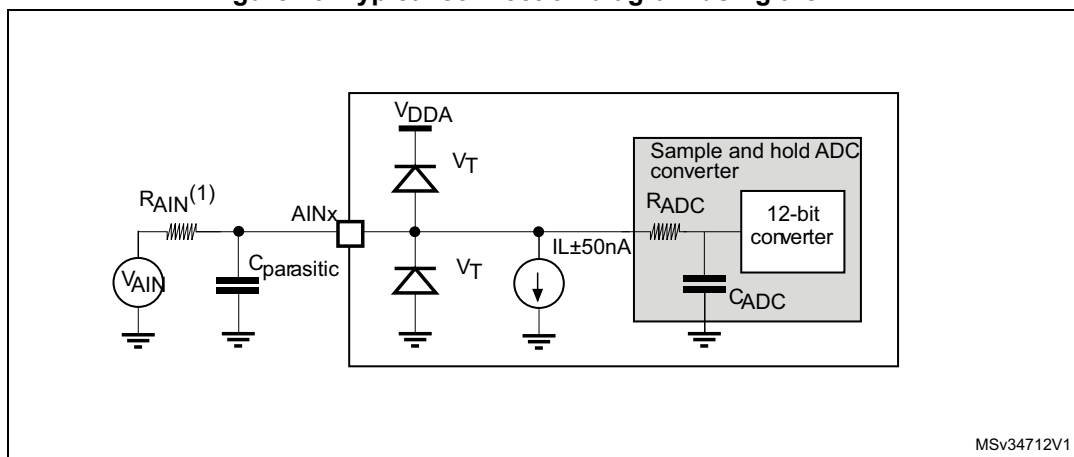 VDDA
VT
Sample and hold ADC
converter
RAIN(1)
AINx
RADC
12-bit
converter
IL±50nA
VAIN
Cparasitic
VT
CADC
MSv34712V1